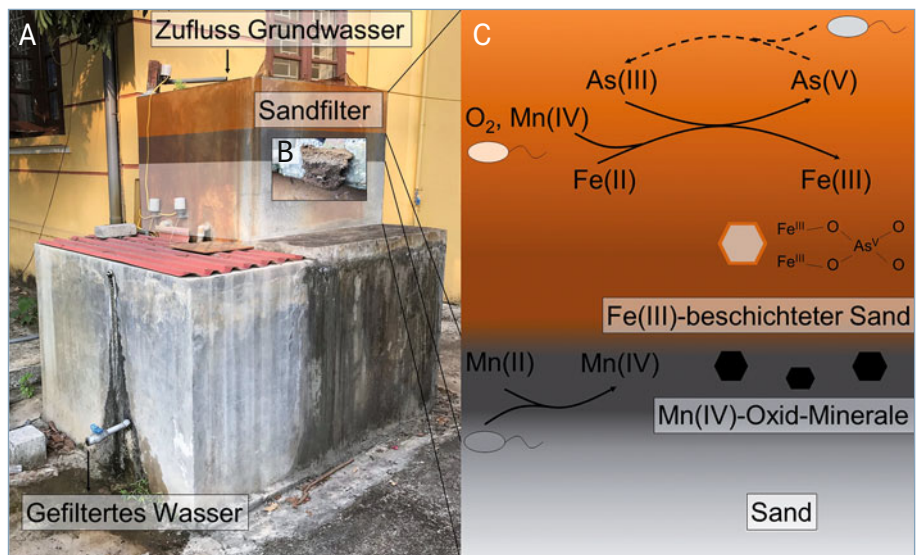 A
Zufluss Grundwasser
Sandfilter
B
Gefiltertes Wasser
C
As(III) As(V)
O₂, Mn(IV)
Fe(II) Fe(III)
Feᴵᴵᴵ O O
Asⱽ
Feᴵᴵᴵ O O
Fe(III)-beschichteter Sand
Mn(II) Mn(IV)
Mn(IV)-Oxid-Minerale
Sand